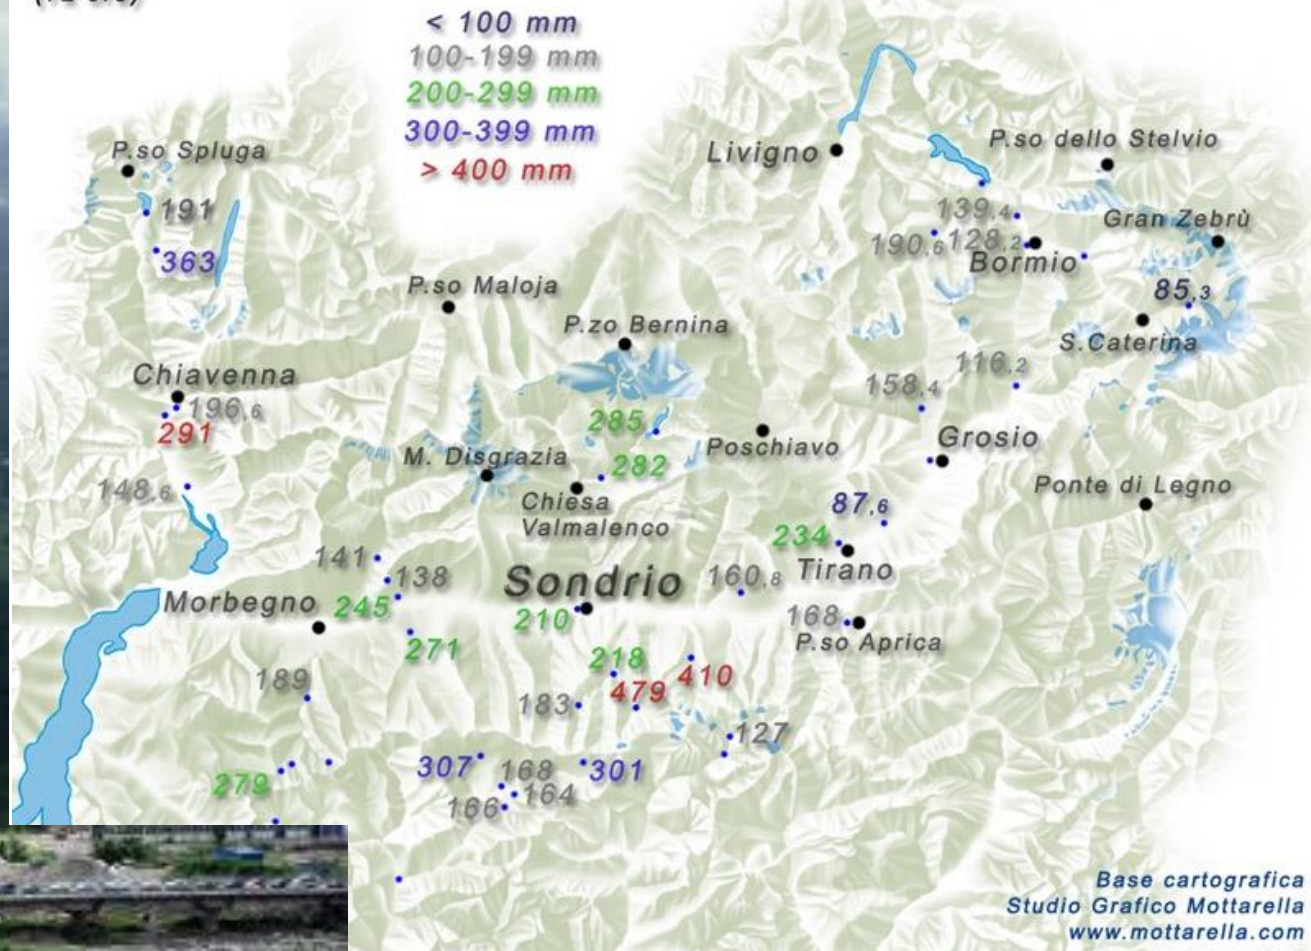 < 100 mm
100-199 mm
200-299 mm
300-399 mm
> 400 mm
P.so Spluga
191
363
Livigno
P.so dello Stelvio
139,4
190,6
128,2
Bormio
Gran Zebrù
85,3
S.Caterina
P.so Maloja
P.zo Bernina
Chiavenna
196,6
291
116,2
158,4
285
Poschiavo
Grosio
M. Disgrazia
282
Chiesa
Valmalenco
Ponte di Legno
148,6
87,6
234
Tirano
141
138
Sondrio
160,8
Morbegno
245
210
168
P.so Aprica
271
218
410
189
479
183
127
307
168
301
279
164
166
Base cartografica
Studio Grafico Mottarella
www.mottarella.com